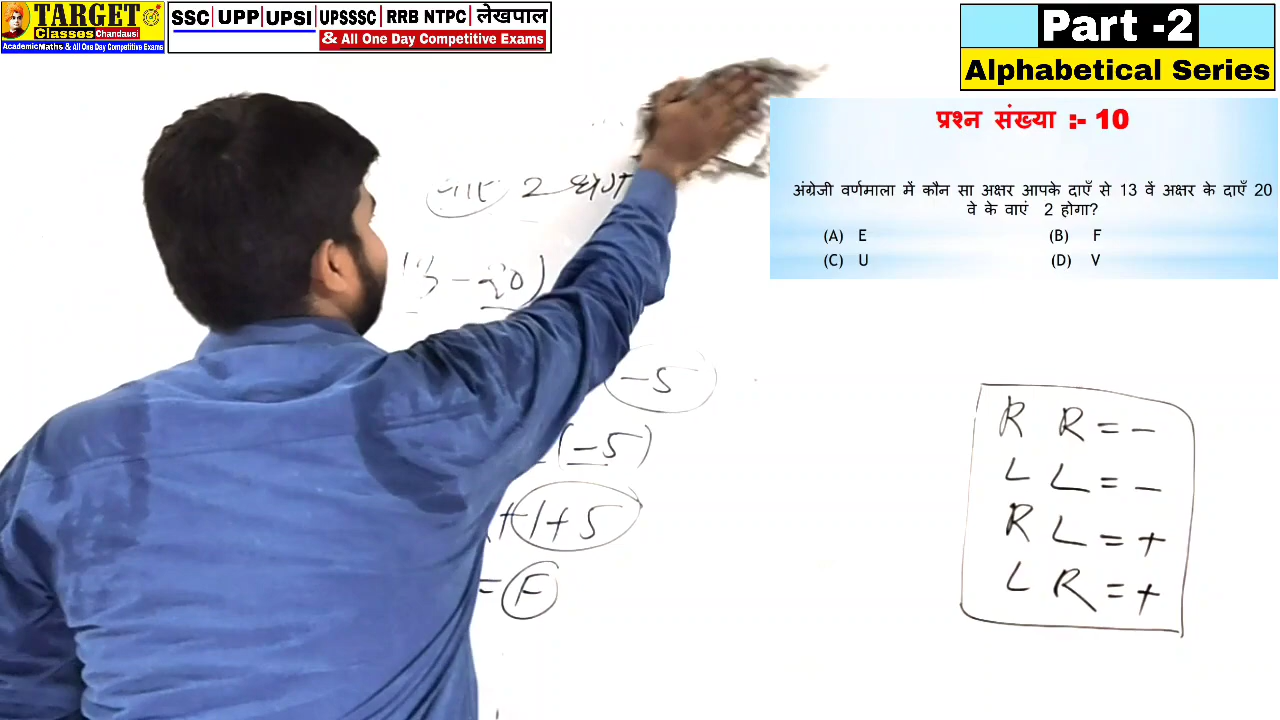 TARGET
Classes Chandausi
Academic Maths & All One Day Competitive Exams
SSC | UPP | UPSI | UPSSSC | RRB NTPC | लेखपाल
& All One Day Competitive Exams
Part -2
Alphabetical Series
प्रश्न संख्या :- 10
अंग्रेजी वर्णमाला में कौन सा अक्षर आपके दाएँ से 13 वें अक्षर के दाएँ 20
वे के वाएं 2 होगा?
(A) E (B) F
(C) U (D) V
2
- 20)
-5
(-5)
+1+5
= F
R R = -
L L = -
R L = +
L R = +